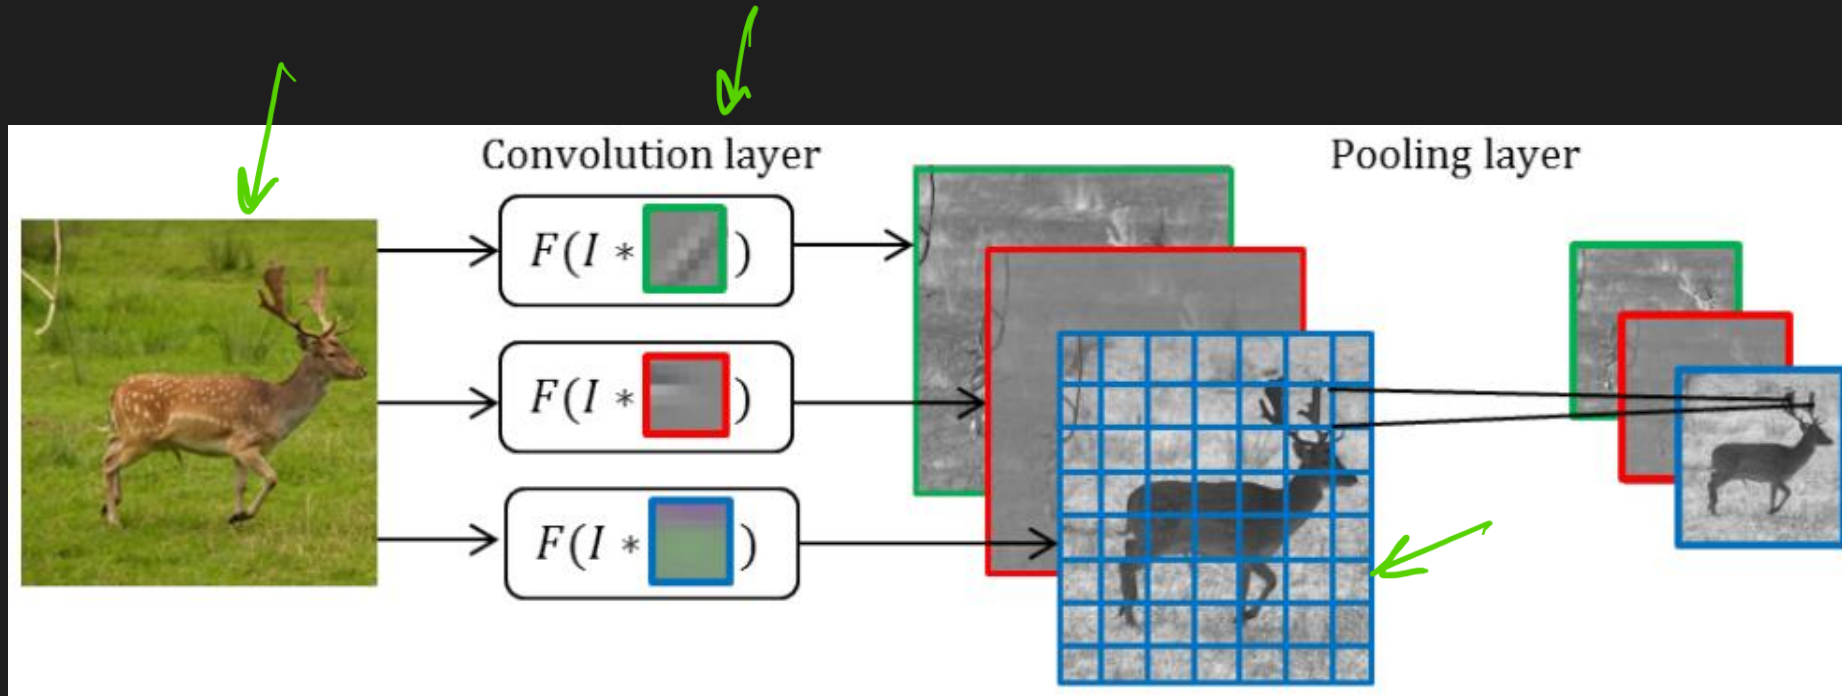 Convolution layer
Pooling layer
F(I * )
F(I * )
F(I * )